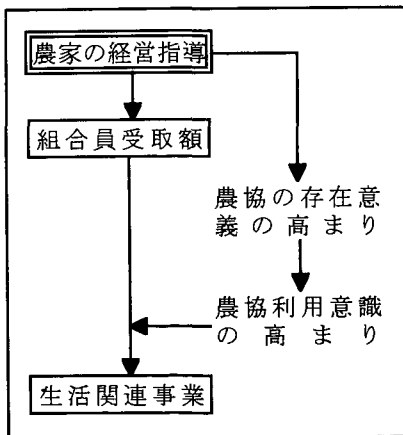 農家の経営指導
組合員受取額
農協の存在意
義の高まり
農協利用意識
の高まり
生活関連事業